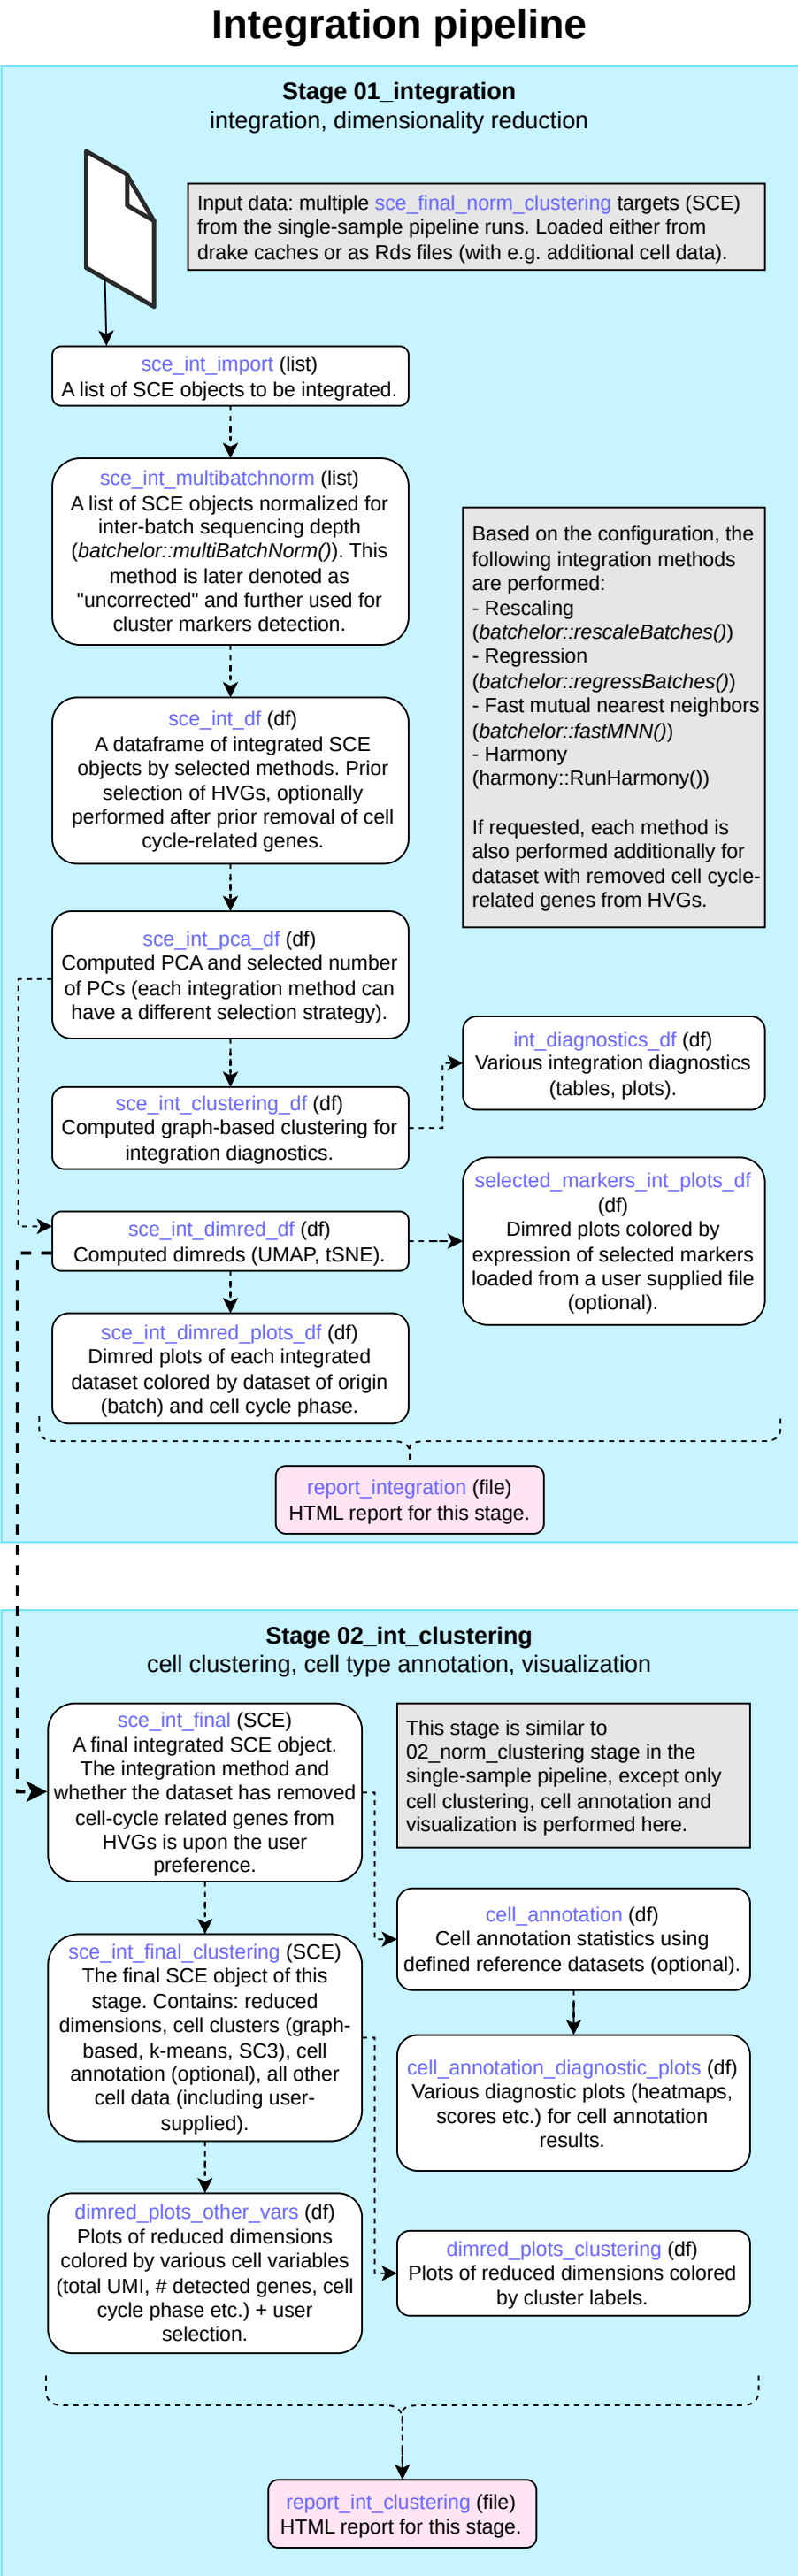 Integration pipeline
Stage 01_integration
integration, dimensionality reduction
Input data: multiple sce_final_norm_clustering targets (SCE)
from the single-sample pipeline runs. Loaded either from
drake caches or as Rds files (with e.g. additional cell data).
sce_int_import (list)
A list of SCE objects to be integrated.
sce_int_multibatchnorm (list)
A list of SCE objects normalized for
inter-batch sequencing depth
(batchelor::multiBatchNorm()). This
method is later denoted as
"uncorrected" and further used for
cluster markers detection.
Based on the configuration, the
following integration methods
are performed:
- Rescaling
(batchelor::rescaleBatches())
- Regression
(batchelor::regressBatches())
- Fast mutual nearest neighbors
(batchelor::fastMNN())
- Harmony
(harmony::RunHarmony())
If requested, each method is
also performed additionally for
dataset with removed cell cycle-
related genes from HVGs.
sce_int_df (df)
A dataframe of integrated SCE
objects by selected methods. Prior
selection of HVGs, optionally
performed after prior removal of cell
cycle-related genes.
sce_int_pca_df (df)
Computed PCA and selected number
of PCs (each integration method can
have a different selection strategy).
int_diagnostics_df (df)
Various integration diagnostics
(tables, plots).
sce_int_clustering_df (df)
Computed graph-based clustering for
integration diagnostics.
selected_markers_int_plots_df
(df)
Dimred plots colored by
expression of selected markers
loaded from a user supplied file
(optional).
sce_int_dimred_df (df)
Computed dimreds (UMAP, tSNE).
sce_int_dimred_plots_df (df)
Dimred plots of each integrated
dataset colored by dataset of origin
(batch) and cell cycle phase.
report_integration (file)
HTML report for this stage.
Stage 02_int_clustering
cell clustering, cell type annotation, visualization
sce_int_final (SCE)
A final integrated SCE object.
The integration method and
whether the dataset has removed
cell-cycle related genes from
HVGs is upon the user
preference.
This stage is similar to
02_norm_clustering stage in the
single-sample pipeline, except only
cell clustering, cell annotation and
visualization is performed here.
cell_annotation (df)
Cell annotation statistics using
defined reference datasets (optional).
sce_int_final_clustering (SCE)
The final SCE object of this
stage. Contains: reduced
dimensions, cell clusters (graph-
based, k-means, SC3), cell
annotation (optional), all other
cell data (including user-
supplied).
cell_annotation_diagnostic_plots (df)
Various diagnostic plots (heatmaps,
scores etc.) for cell annotation
results.
dimred_plots_other_vars (df)
Plots of reduced dimensions
colored by various cell variables
(total UMI, # detected genes, cell
cycle phase etc.) + user
selection.
dimred_plots_clustering (df)
Plots of reduced dimensions colored
by cluster labels.
report_int_clustering (file)
HTML report for this stage.